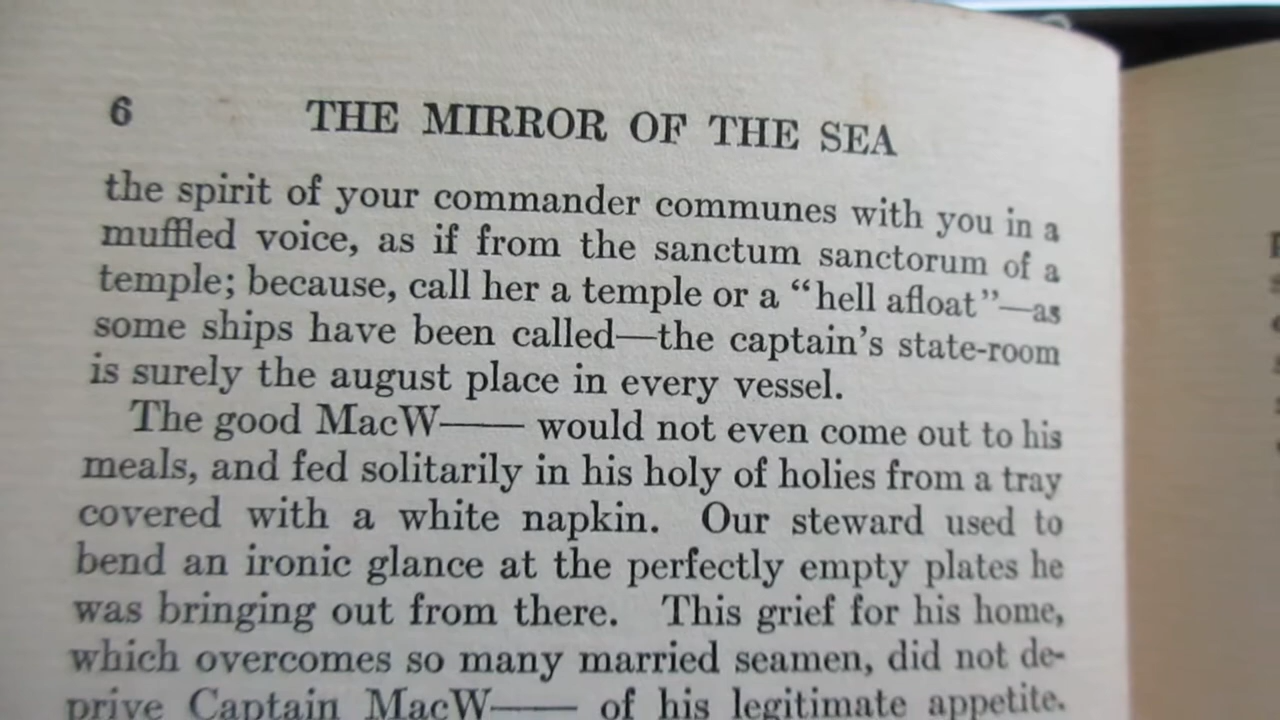 6 THE MIRROR OF THE SEA
the spirit of your commander communes with you in a
muffled voice, as if from the sanctum sanctorum of a
temple; because, call her a temple or a “hell afloat”—as
some ships have been called—the captain’s state-room
is surely the august place in every vessel.
The good MacW—— would not even come out to his
meals, and fed solitarily in his holy of holies from a tray
covered with a white napkin. Our steward used to
bend an ironic glance at the perfectly empty plates he
was bringing out from there. This grief for his home,
which overcomes so many married seamen, did not de-
prive Captain MacW—— of his legitimate appetite.